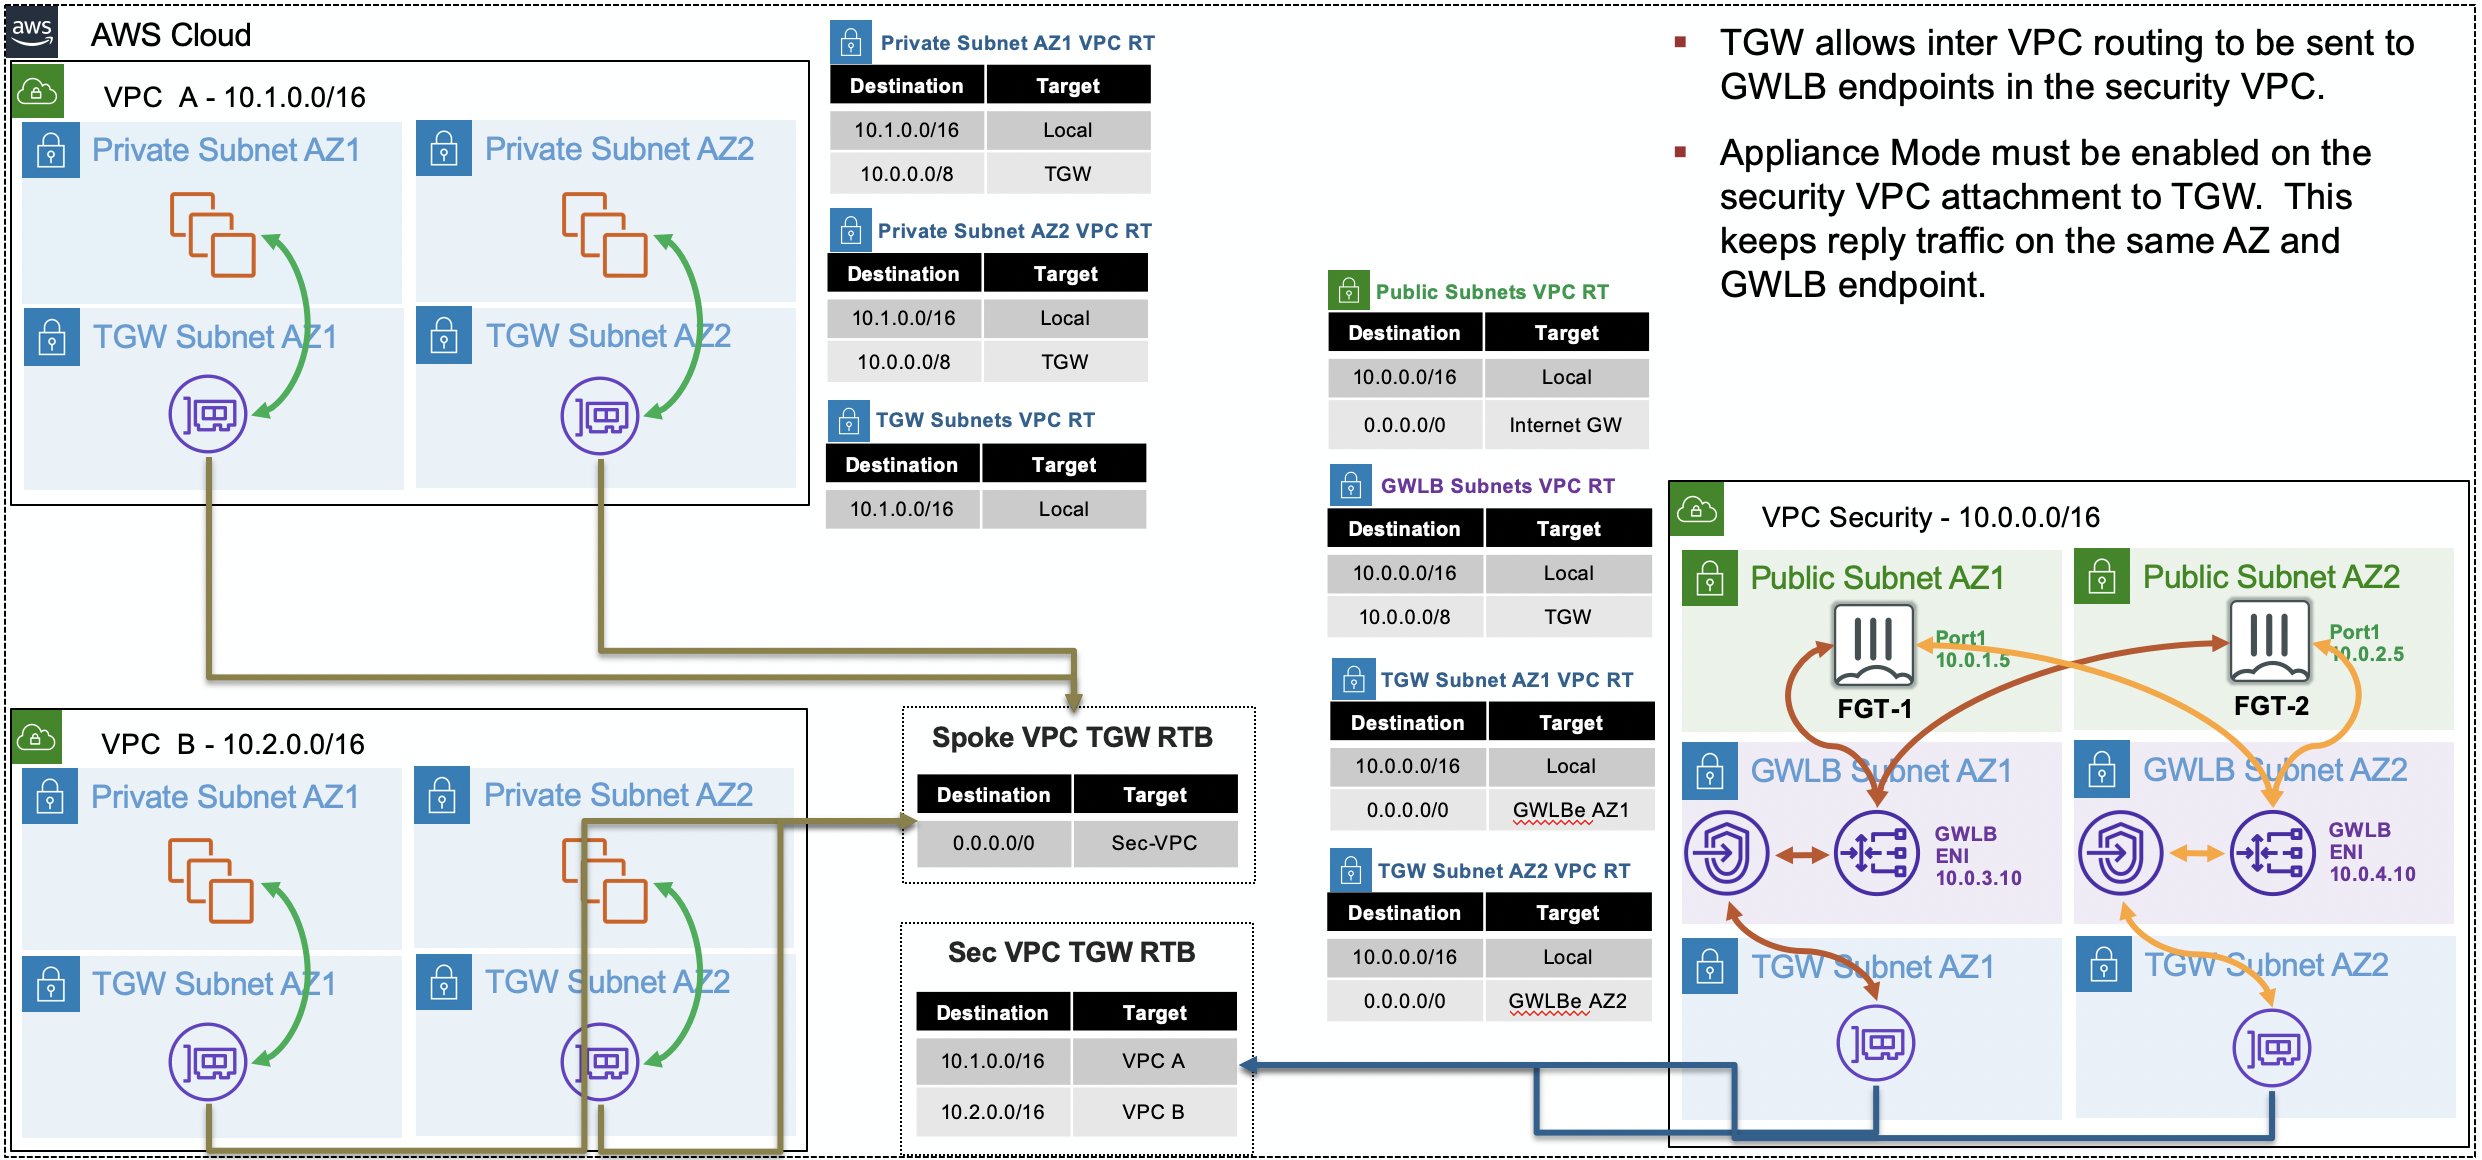 aws
AWS Cloud
VPC A - 10.1.0.0/16
Private Subnet AZ1
Private Subnet AZ2
TGW Subnet AZ1
TGW Subnet AZ2
Private Subnet AZ1 VPC RT
Destination Target
10.1.0.0/16 Local
10.0.0.0/8 TGW
Private Subnet AZ2 VPC RT
Destination Target
10.1.0.0/16 Local
10.0.0.0/8 TGW
TGW Subnets VPC RT
Destination Target
10.1.0.0/16 Local
VPC B - 10.2.0.0/16
Private Subnet AZ1
Private Subnet AZ2
TGW Subnet AZ1
TGW Subnet AZ2
Spoke VPC TGW RTB
Destination Target
0.0.0.0/0 Sec-VPC
Sec VPC TGW RTB
Destination Target
10.1.0.0/16 VPC A
10.2.0.0/16 VPC B
Public Subnets VPC RT
Destination Target
10.0.0.0/16 Local
0.0.0.0/0 Internet GW
GWLB Subnets VPC RT
Destination Target
10.0.0.0/16 Local
10.0.0.0/8 TGW
TGW Subnet AZ1 VPC RT
Destination Target
10.0.0.0/16 Local
0.0.0.0/0 GWLBe AZ1
TGW Subnet AZ2 VPC RT
Destination Target
10.0.0.0/16 Local
0.0.0.0/0 GWLBe AZ2
▪ TGW allows inter VPC routing to be sent to
GWLB endpoints in the security VPC.
▪ Appliance Mode must be enabled on the
security VPC attachment to TGW. This
keeps reply traffic on the same AZ and
GWLB endpoint.
VPC Security - 10.0.0.0/16
Public Subnet AZ1
Port1
10.0.1.5
FGT-1
Public Subnet AZ2
Port1
10.0.2.5
FGT-2
GWLB Subnet AZ1
GWLB
ENI
10.0.3.10
GWLB Subnet AZ2
GWLB
ENI
10.0.4.10
TGW Subnet AZ1
TGW Subnet AZ2